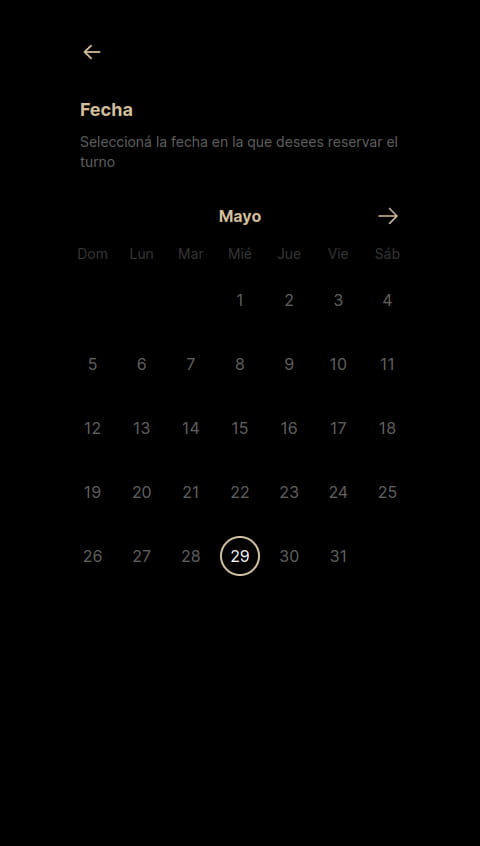 Fecha
Seleccioná la fecha en la que desees reservar el
turno
Mayo
Dom Lun Mar Mié Jue Vie Sáb
1 2 3 4
5 6 7 8 9 10 11
12 13 14 15 16 17 18
19 20 21 22 23 24 25
26 27 28 29 30 31